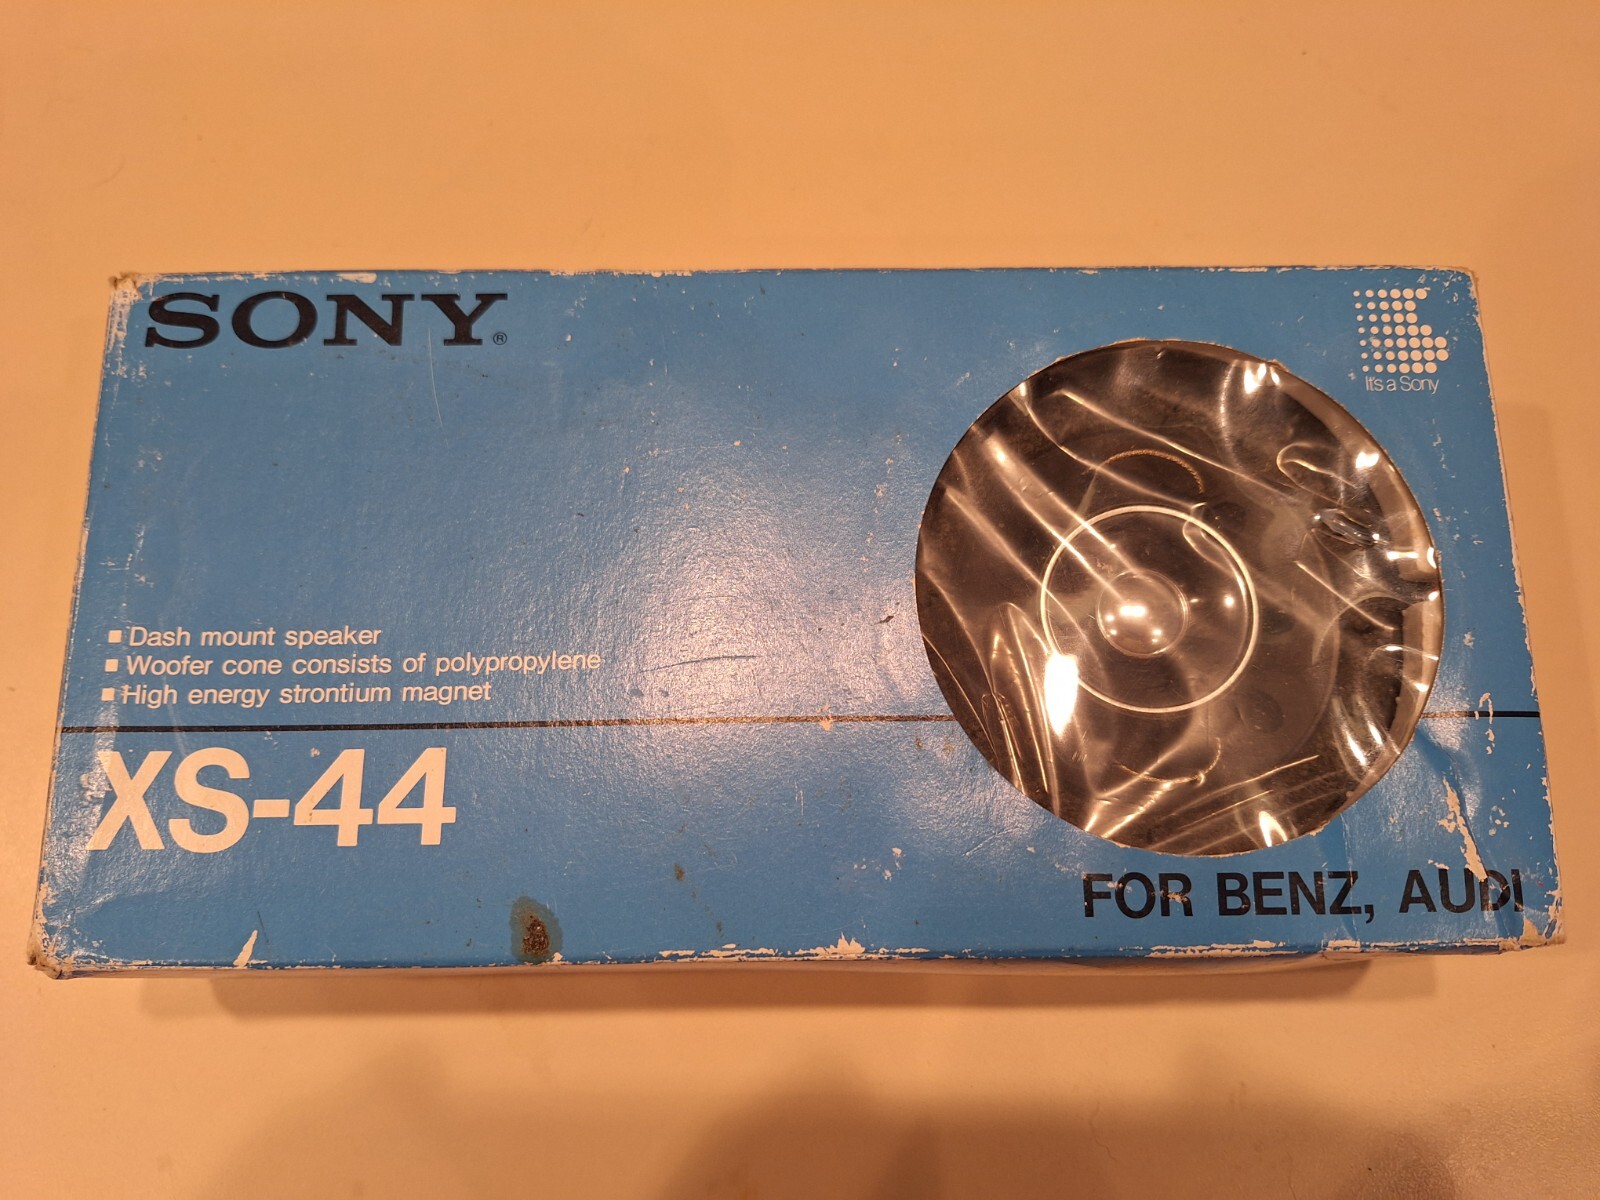 SONY®
It's a Sony
▪ Dash mount speaker
▪ Woofer cone consists of polypropylene
▪ High energy strontium magnet
XS-44
FOR BENZ, AUDI